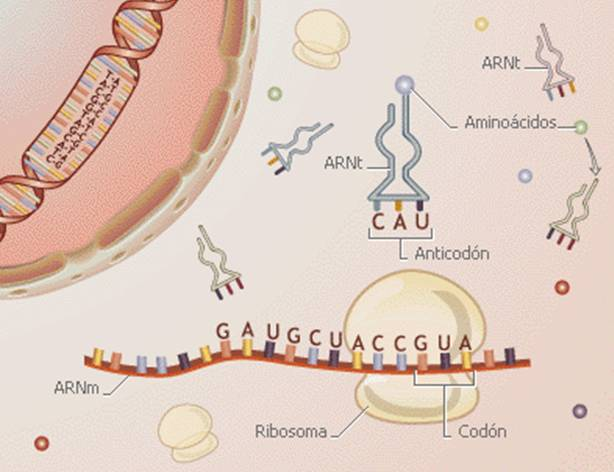 ARNt
Aminoácidos
ARNt
CAU
Anticodón
GAUGCUACCGUA
ARNm
Ribosoma
Codón